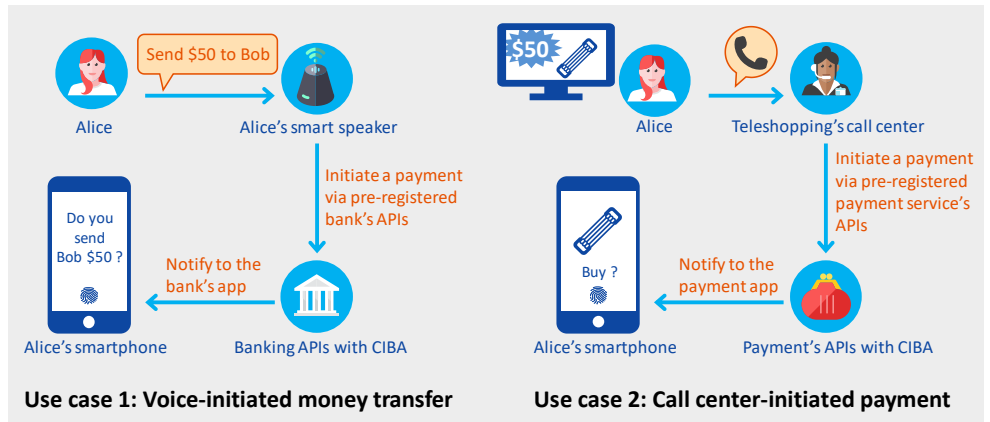 Send $50 to Bob
Alice
Alice's smart speaker
Initiate a payment
via pre-registered
bank's APIs
Do you
send
Bob $50 ?
Notify to the
bank's app
Alice's smartphone
Banking APIs with CIBA
Use case 1: Voice-initiated money transfer
$50
Alice
Teleshopping's call center
Initiate a payment
via pre-registered
payment service's
APIs
Buy ?
Notify to the
payment app
Alice's smartphone
Payment's APIs with CIBA
Use case 2: Call center-initiated payment